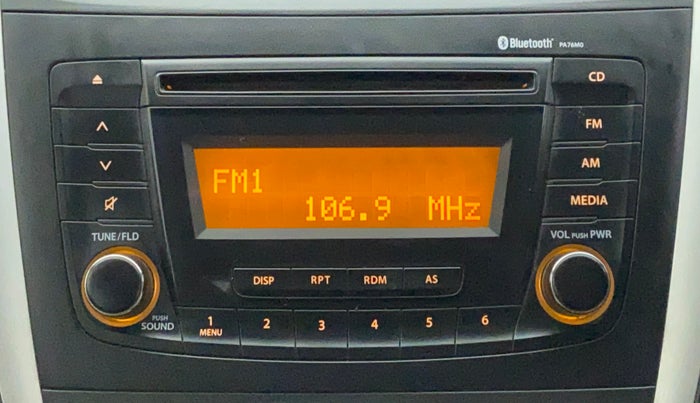 Bluetooth® PA76M0
CD
FM
AM
MEDIA
FM1
106.9 MHz
TUNE/FLD
VOL PUSH PWR
DISP RPT RDM AS
PUSH
SOUND
1 2 3 4 5 6
MENU